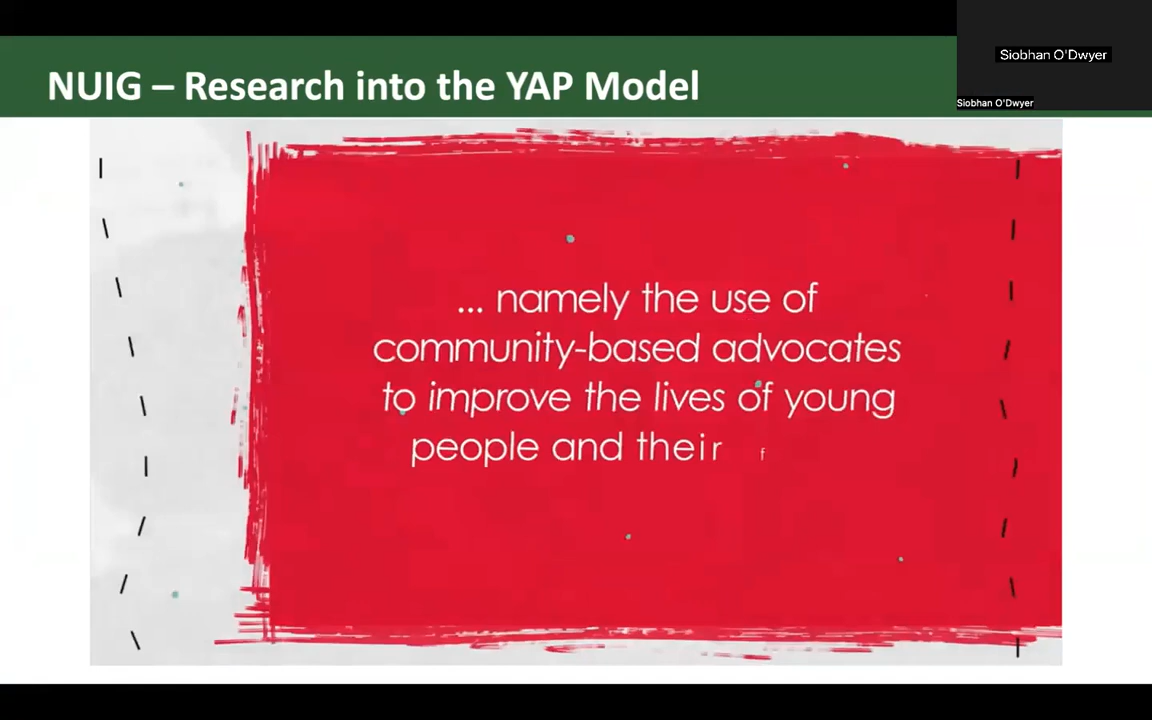 NUIG – Research into the YAP Model
Siobhan O'Dwyer
Siobhan O'Dwyer
... namely the use of
community-based advocates
to improve the lives of young
people and their f